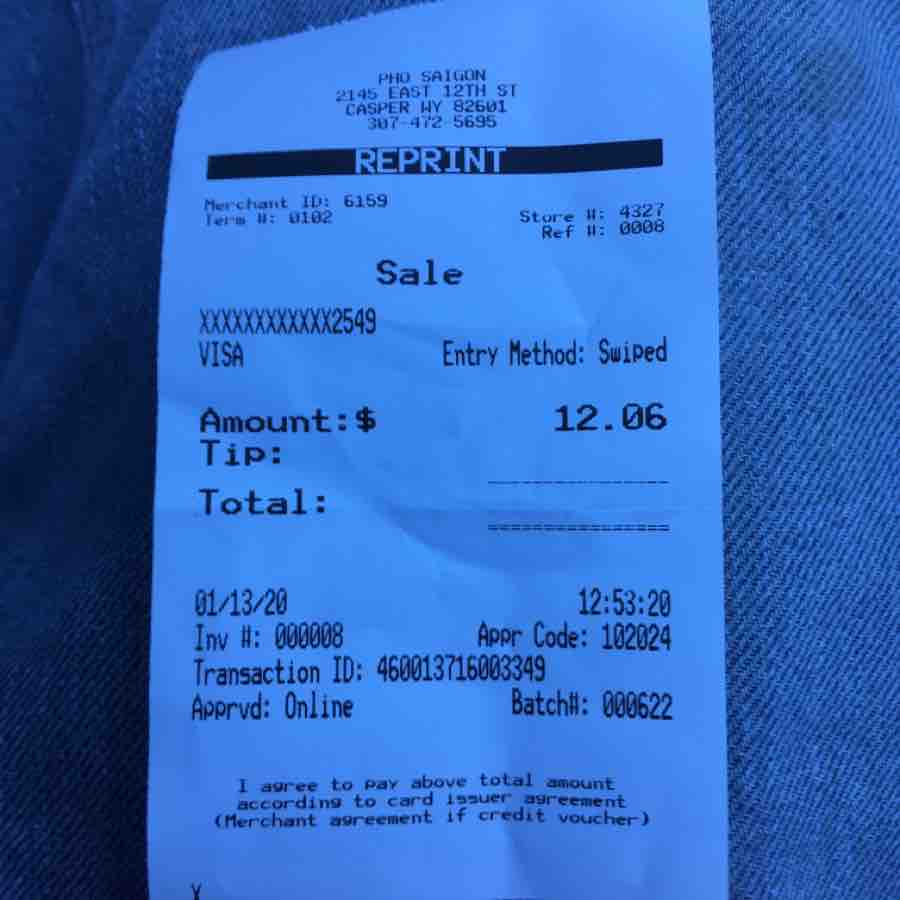 PHO SAIGON
2145 EAST 12TH ST
CASPER WY 82601
307-472-5695
REPRINT
Merchant ID: 6159
Term #: 0102
Store #: 4327
Ref #: 0008
Sale
XXXXXXXXXXXX2549
VISA Entry Method: Swiped
Amount:$ 12.06
Tip:
Total:
01/13/20 12:53:20
Inv #: 000008 Appr Code: 102024
Transaction ID: 460013716003349
Apprvd: Online Batch#: 000622
I agree to pay above total amount
according to card issuer agreement
(Merchant agreement if credit voucher)
X